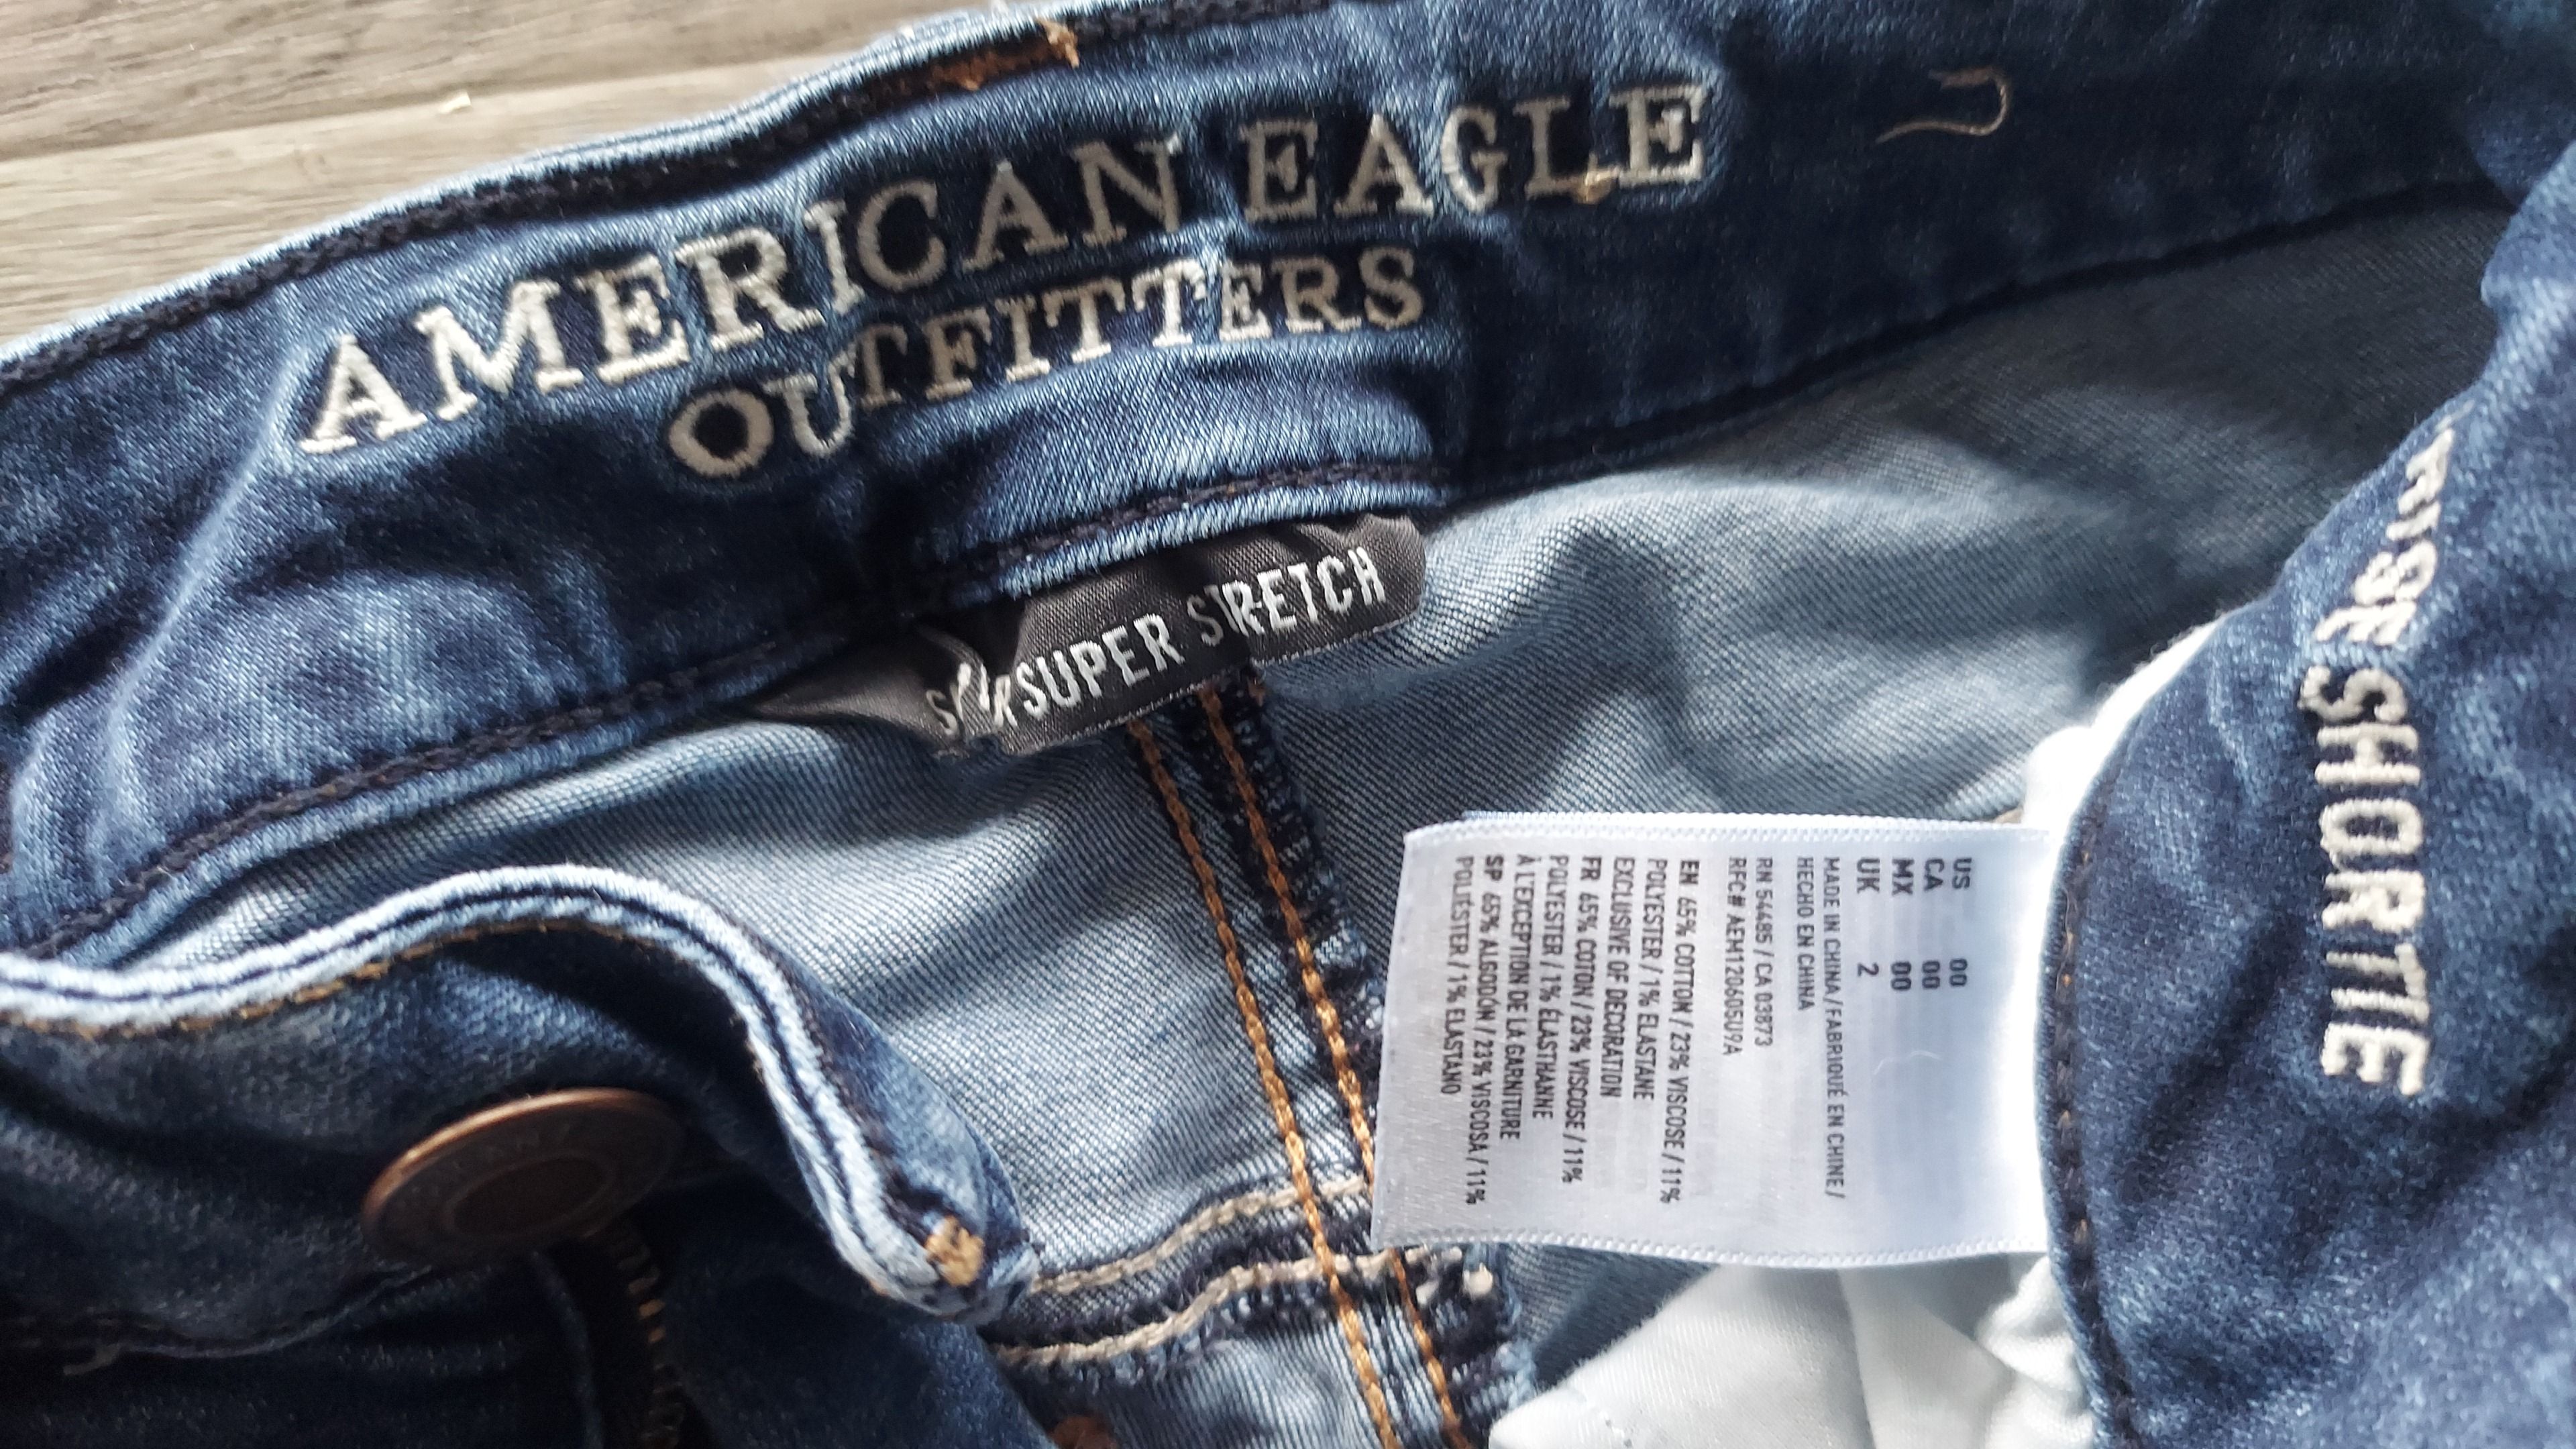 AMERICAN EAGLE
OUTFITTERS
SUPER STRETCH
SHORTIE
US 00
CA 00
MX 00
UK 2
MADE IN CHINA/FABRIQUÉ EN CHINE/
HECHO EN CHINA
RN 54485 / CA 03873
RFC# AEM120605U9A
EN 65% COTTON / 23% VISCOSE / 11%
POLYESTER / 1% ELASTANE
EXCLUSIVE OF DECORATION
FR 65% COTON / 23% VISCOSE / 11%
POLYESTER / 1% ÉLASTHANNE
À L'EXCEPTION DE LA GARNITURE
SP 65% ALGODÓN / 23% VISCOSA / 11%
POLIÉSTER / 1% ELASTANO